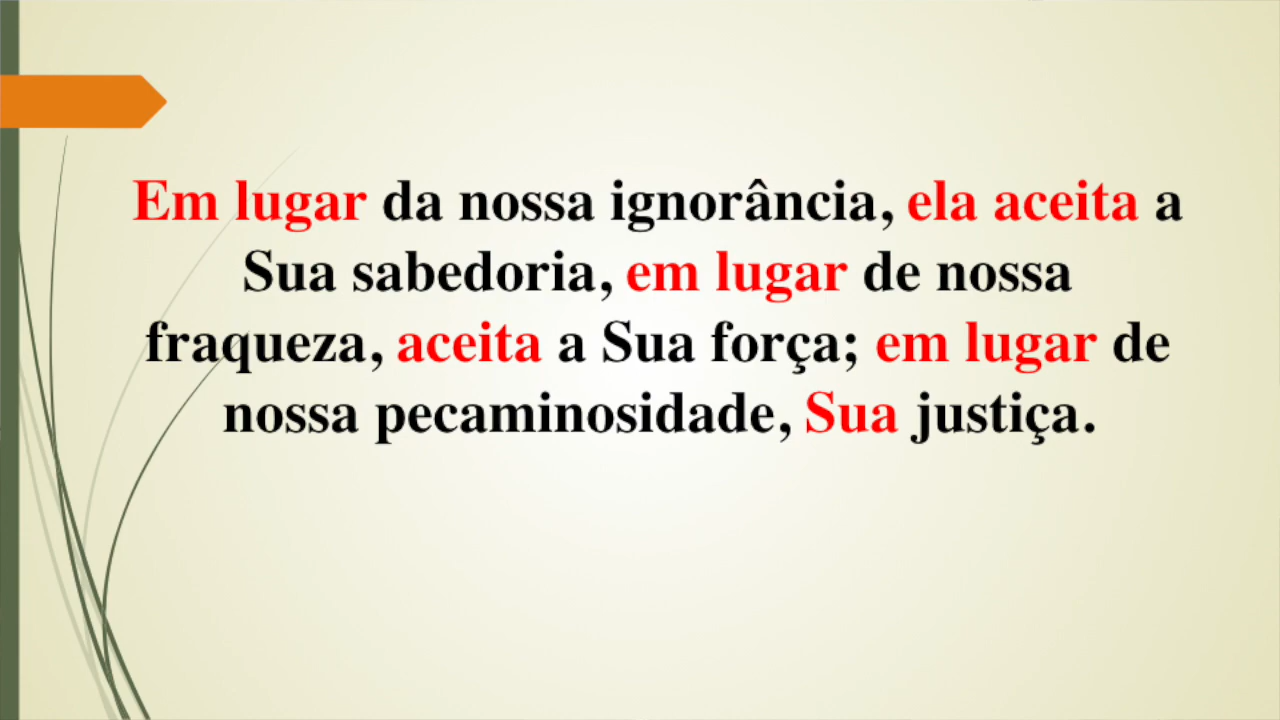 Em lugar da nossa ignorância, ela aceita a
Sua sabedoria, em lugar de nossa
fraqueza, aceita a Sua força; em lugar de
nossa pecaminosidade, Sua justiça.